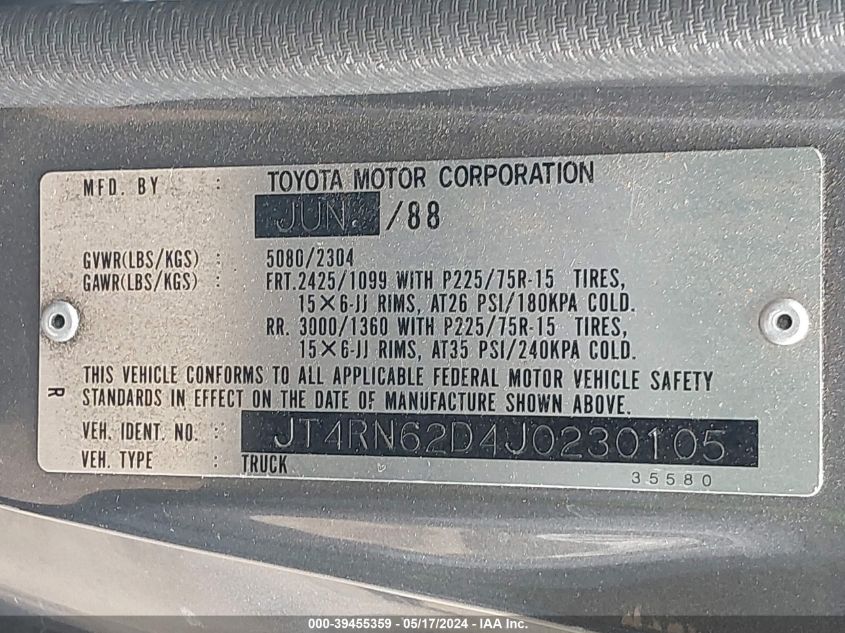 MFD. BY : TOYOTA MOTOR CORPORATION
JUN. /88
GVWR(LBS/KGS) : 5080/2304
GAWR(LBS/KGS) : FRT. 2425/1099 WITH P225/75R-15 TIRES,
15×6-JJ RIMS, AT26 PSI/180KPA COLD.
RR. 3000/1360 WITH P225/75R-15 TIRES,
15×6-JJ RIMS, AT35 PSI/240KPA COLD.
THIS VEHICLE CONFORMS TO ALL APPLICABLE FEDERAL MOTOR VEHICLE SAFETY
R STANDARDS IN EFFECT ON THE DATE OF MANUFACTURE SHOWN ABOVE.
VEH. IDENT. NO. : JT4RN62D4J0230105
VEH. TYPE : TRUCK
35580
000-39455359 - 05/17/2024 - IAA Inc.